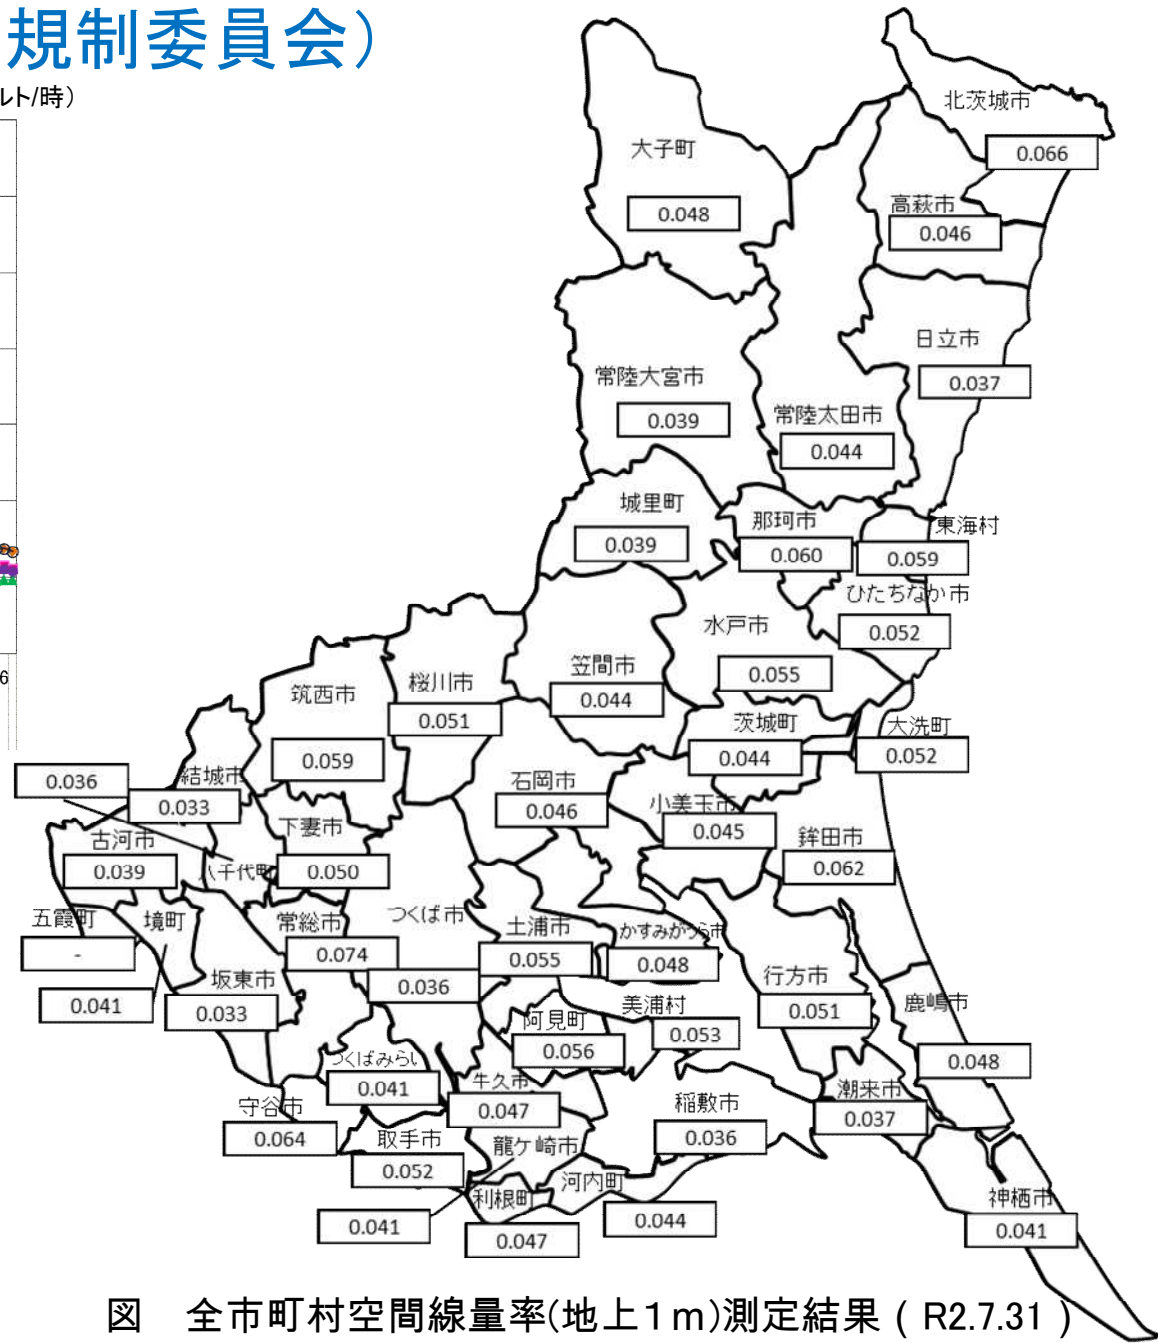 規制委員会）
ルト/時）
6
北茨城市
0.066
大子町
0.048
高萩市
0.046
日立市
0.037
常陸大宮市
0.039
常陸太田市
0.044
城里町
0.039
那珂市
0.060
東海村
0.059
ひたちなか市
0.052
水戸市
0.055
笠間市
0.044
桜川市
0.051
筑西市
0.059
茨城町
0.044
大洗町
0.052
結城市
0.033
0.036
石岡市
0.046
小美玉市
0.045
鉾田市
0.062
下妻市
0.050
古河市
0.039
八千代町
五霞町
-
境町
0.041
常総市
0.074
つくば市
0.036
土浦市
0.055
かすみがうら市
0.048
坂東市
0.033
行方市
0.051
鹿嶋市
0.048
美浦村
0.053
阿見町
0.056
つくばみらい
0.041
牛久市
0.047
潮来市
0.037
稲敷市
0.036
守谷市
0.064
取手市
0.052
龍ケ崎市
0.041
利根町
0.047
河内町
0.044
神栖市
0.041
図　全市町村空間線量率(地上１ｍ)測定結果（R2.7.31）